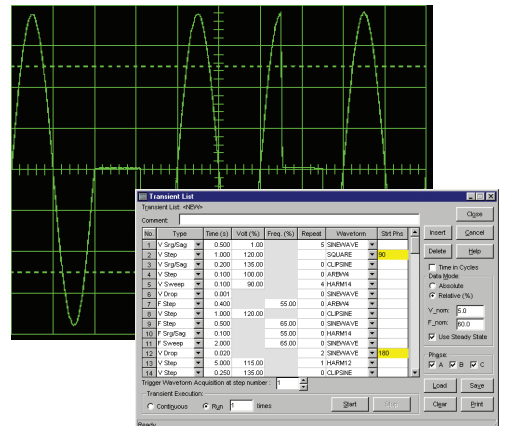 Transient List
Transient List: <NEW>
Comment:
Close
No. Type Time (s) Volt (%) Freq. (%) Repeat Waveform Strt Phs
1 V Srg/Sag 0.500 1.00 5 SINEWAVE
2 V Step 1.000 120.00 SQUARE 90
3 V Srg/Sag 0.200 135.00 0 CLIPSINE
4 V Step 0.100 100.00 0 ARBW4
5 V Sweep 0.100 90.00 4 HARM14
6 V Drop 0.001 0 SINEWAVE
7 F Step 0.400 55.00 0 ARBW4
8 V Step 1.000 120.00 0 CLIPSINE
9 F Step 0.500 65.00 0 SINEWAVE
10 F Srg/Sag 0.100 55.00 0 HARM14
11 F Sweep 2.000 65.00 0 SINEWAVE
12 V Drop 0.020 2 SINEWAVE 180
13 V Step 5.000 115.00 1 HARM12
14 V Step 0.250 135.00 0 CLIPSINE
Insert Cancel
Delete Help
Time in Cycles
Data Mode:
Absolute
Relative (%)
V_nom: 5.0
F_nom: 60.0
Use Steady State
Phase:
A B C
Trigger Waveform Acquisition at step number: 1
Transient Execution:
Continuous Run 1 times
Start Stop
Load Save
Clear Print
Ready